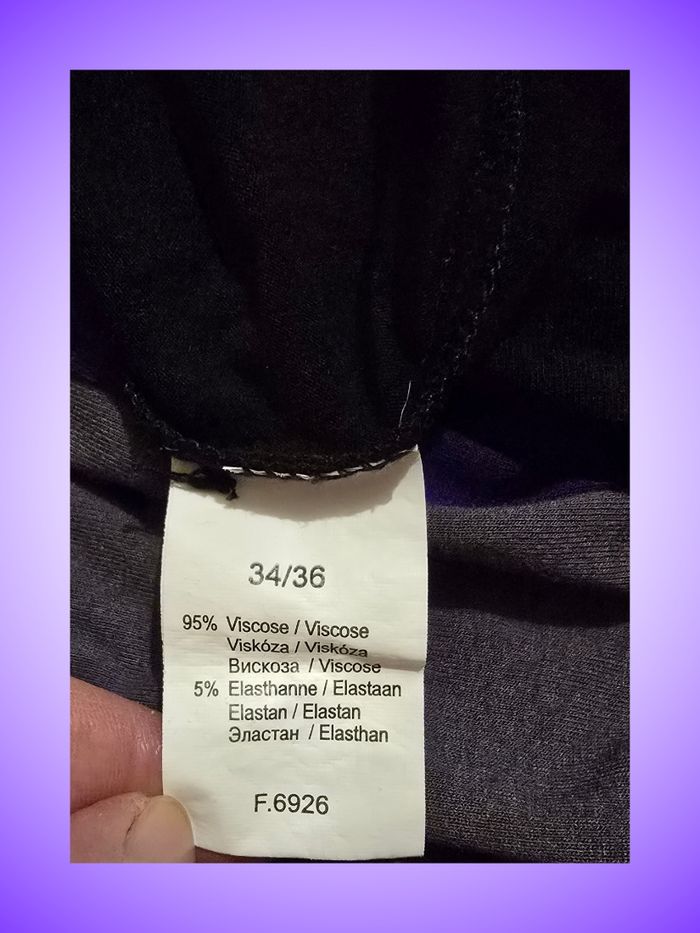 34/36
95% Viscose / Viscose
Viskóza / Viskóza
Вискоза / Viscose
5% Elasthanne / Elastaan
Elastan / Elastan
Эластан / Elasthan
F.6926